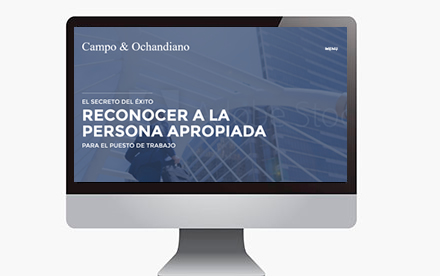 Campo & Ochandiano
MENU
EL SECRETO DEL ÉXITO
RECONOCER A LA
PERSONA APROPIADA
PARA EL PUESTO DE TRABAJO